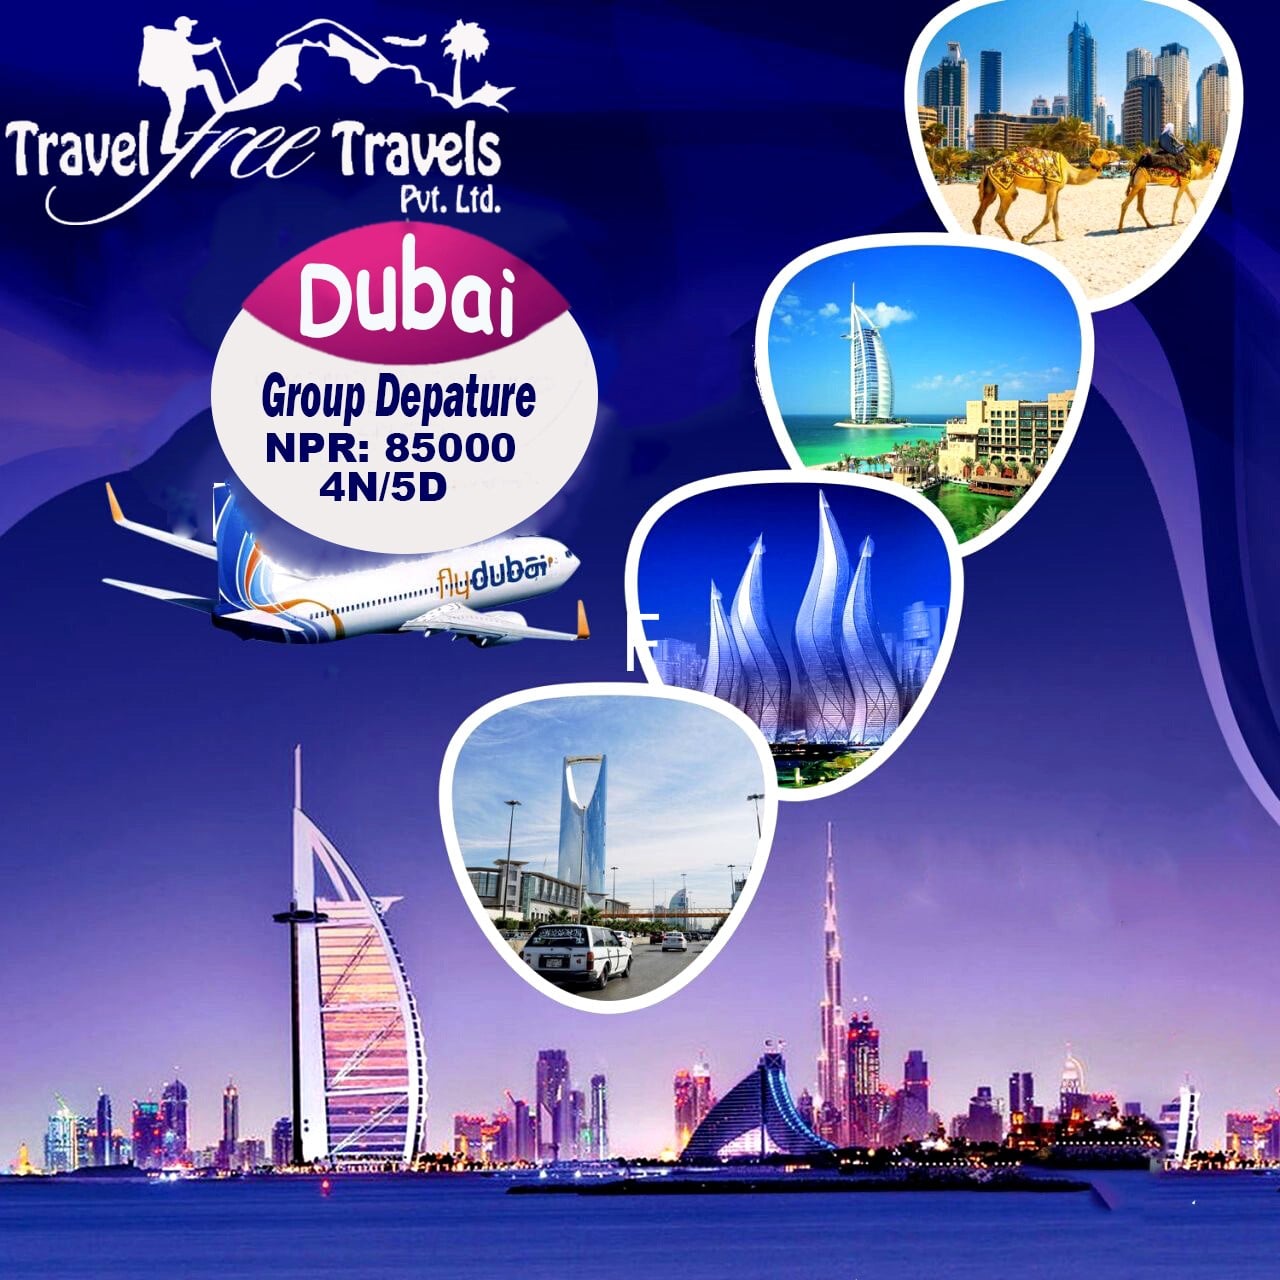 Travel free Travels
Pvt. Ltd.
Dubai
Group Depature
NPR: 85000
4N/5D
flydubai
F